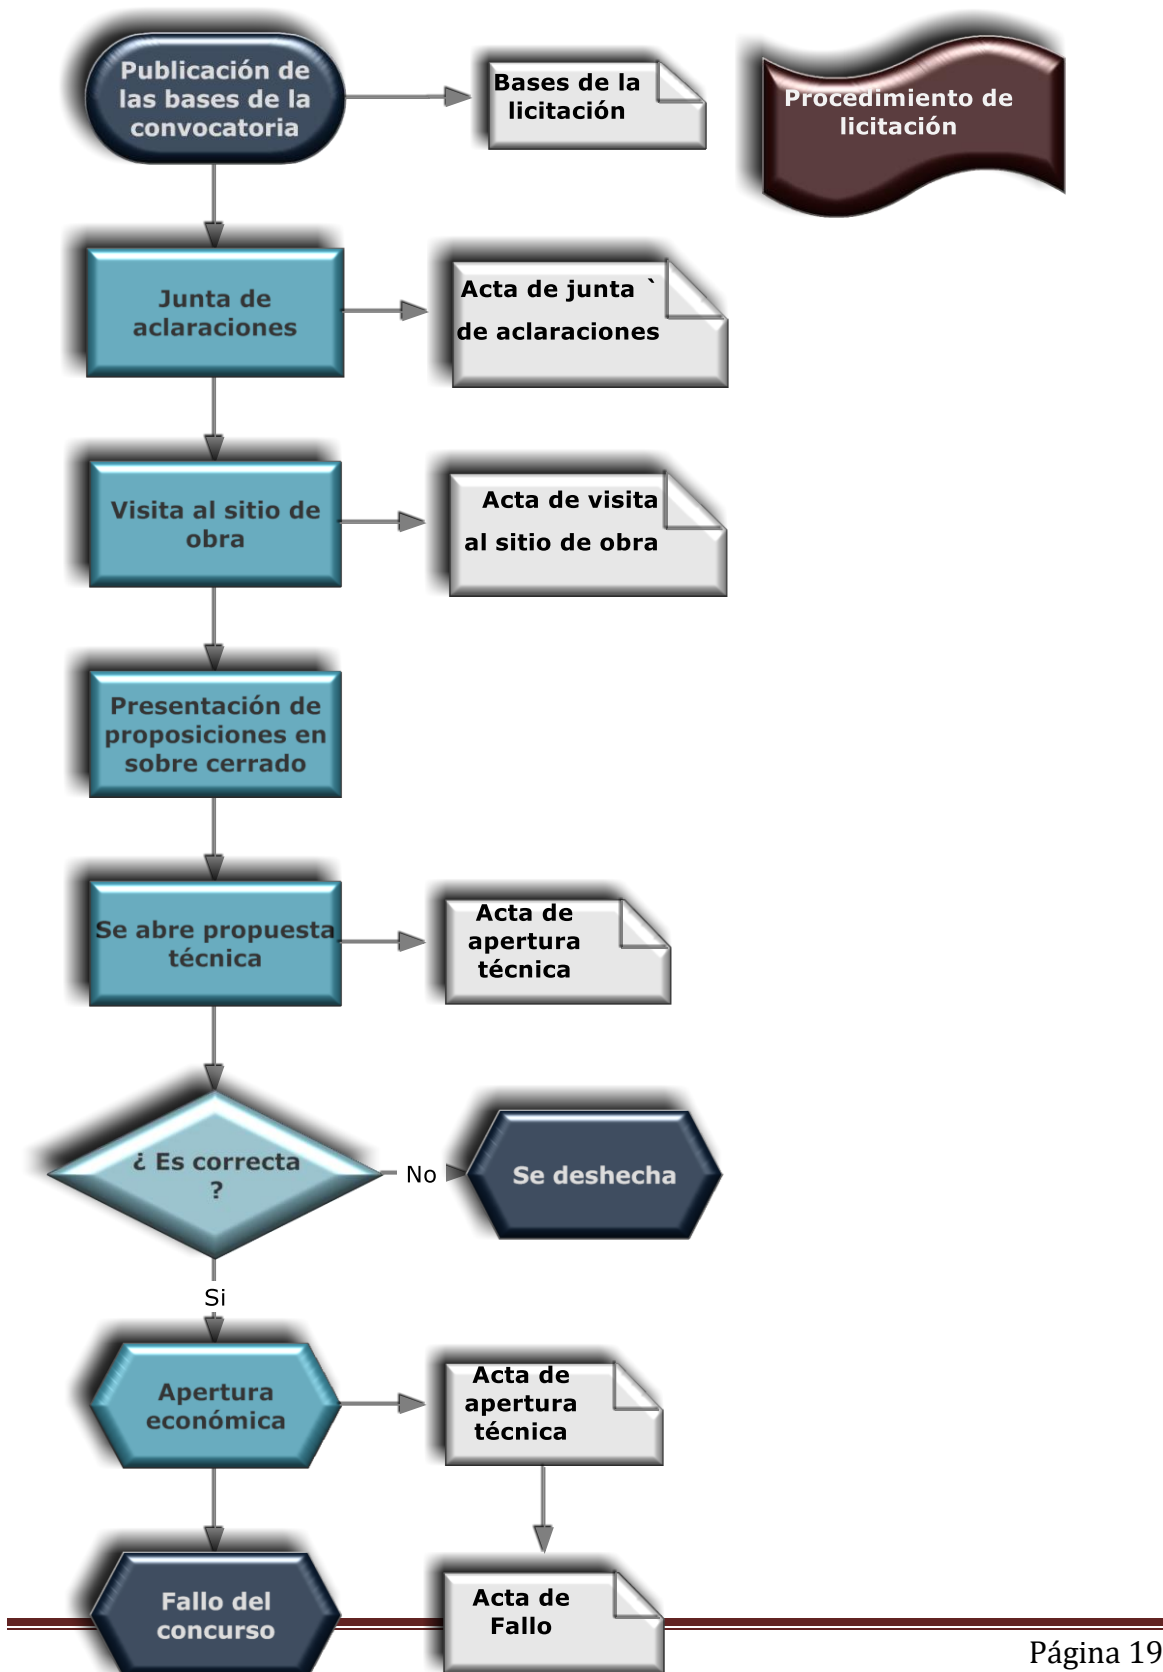 Publicación de
las bases de la
convocatoria
Bases de la
licitación
Procedimiento de
licitación
Junta de
aclaraciones
Acta de junta `
de aclaraciones
Visita al sitio de
obra
Acta de visita
al sitio de obra
Presentación de
proposiciones en
sobre cerrado
Se abre propuesta
técnica
Acta de
apertura
técnica
¿ Es correcta
?
No
Se deshecha
Si
Apertura
económica
Acta de
apertura
técnica
Fallo del
concurso
Acta de
Fallo
Página 19